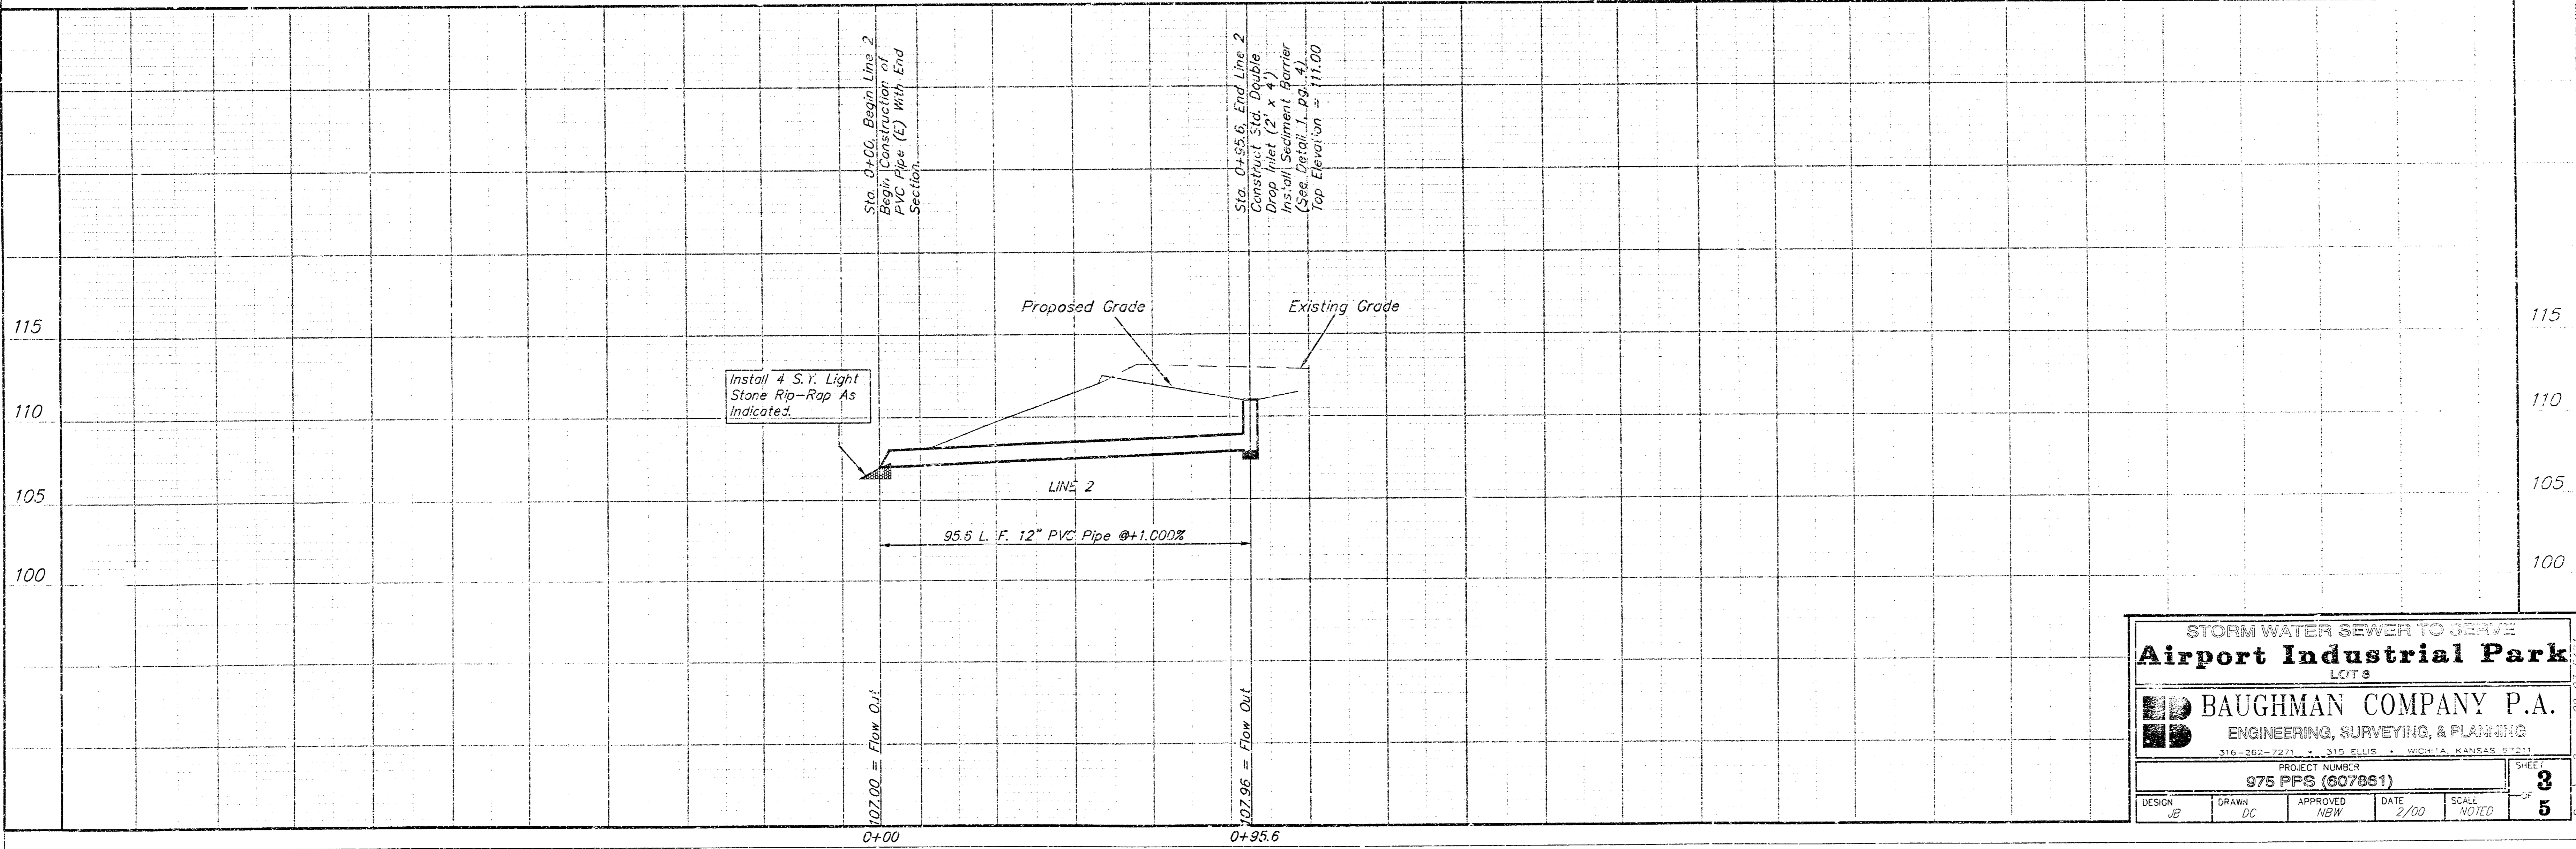 Sta. 0+00, Begin Line 2
Begin Construction of
PVC Pipe (E) With End
Section.
Sta. 0+95.6, End Line 2
Construct Std. Double
Drop Inlet (2' x 4')
Install Sediment Barrier
(See Detail 1, pg. 4)
Top Elevation = 111.00
Proposed Grade
Existing Grade
115
115
Install 4 S.Y. Light
Stone Rip-Rap As
Indicated.
110
110
105
105
LINE 2
95.6 L. F. 12" PVC Pipe @+1.000%
100
100
107.00 = Flow Out
107.96 = Flow Out
0+00
0+95.6
STORM WATER SEWER TO SERVE
Airport Industrial Park
BAUGHMAN COMPANY P.A.
ENGINEERING, SURVEYING, & PLANNING
316-262-7271 • 315 ELLIS • WICHITA, KANSAS 67211
PROJECT NUMBER
975 PPS (607861)
SHEET
3
OF
5
DESIGN
JB
DRAWN
DC
APPROVED
NBW
DATE
2/00
SCALE
NOTED